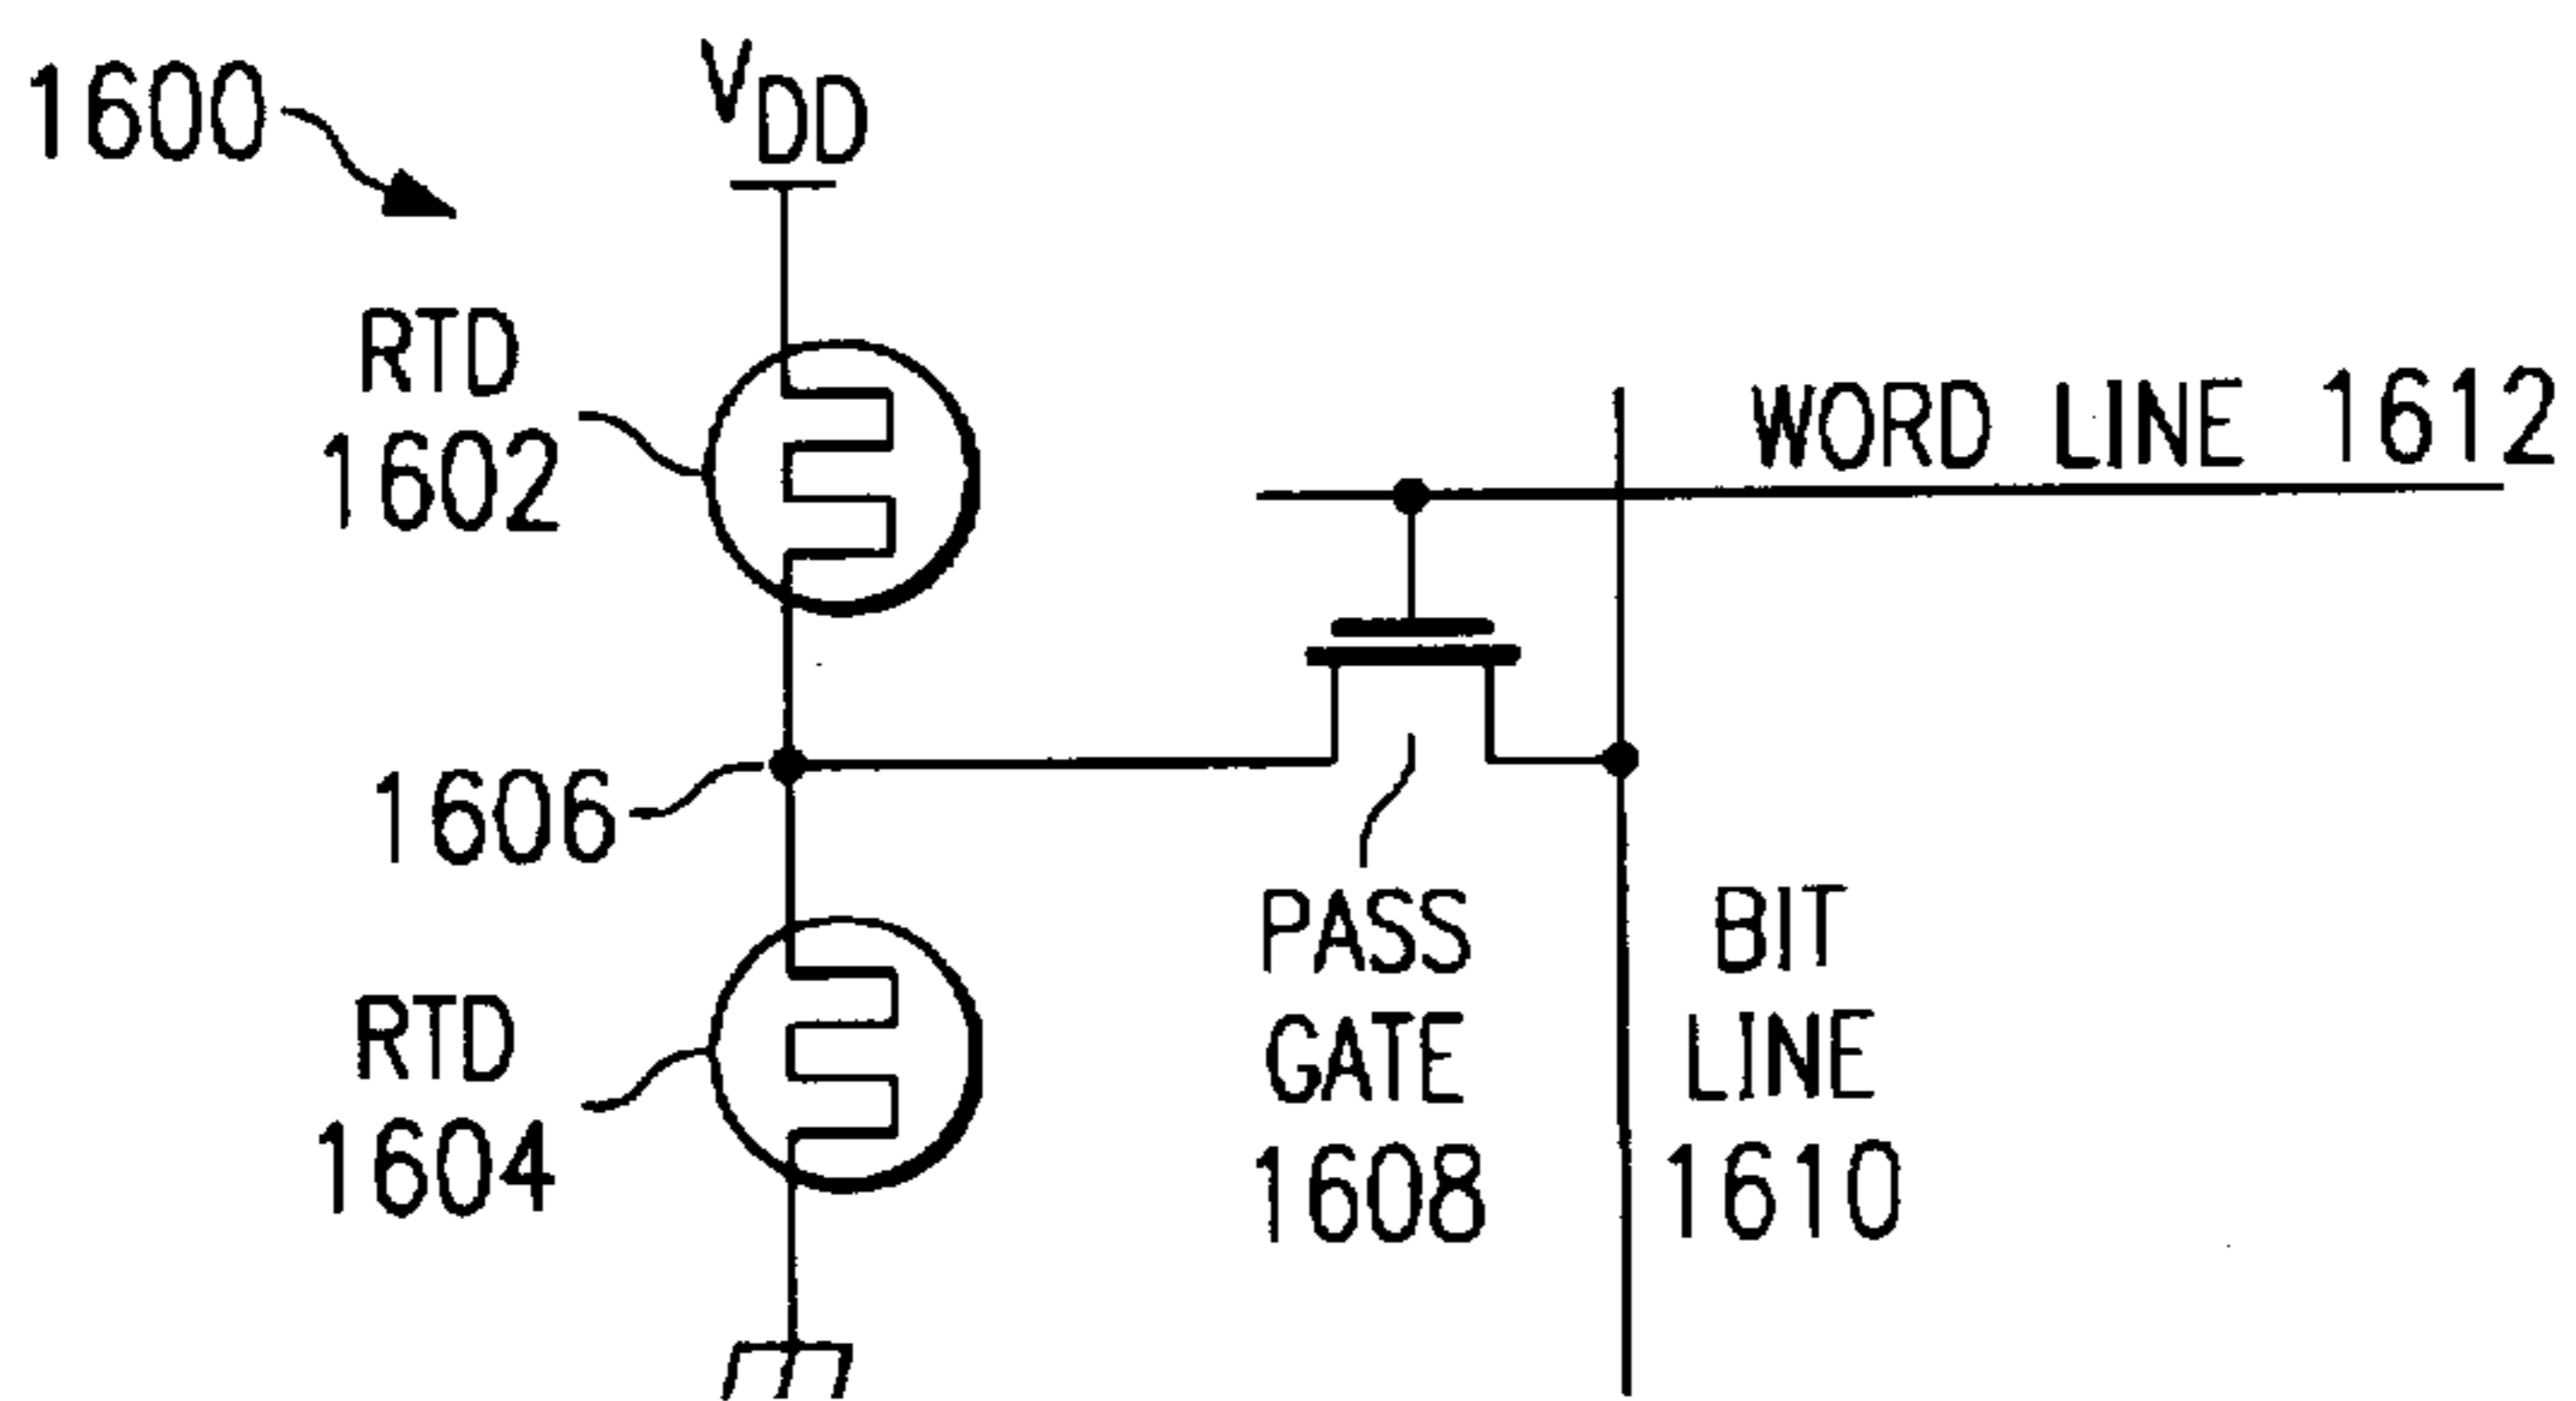 1600
VDD
RTD
1602
WORD LINE 1612
1606
PASS
GATE
1608
BIT
LINE
1610
RTD
1604